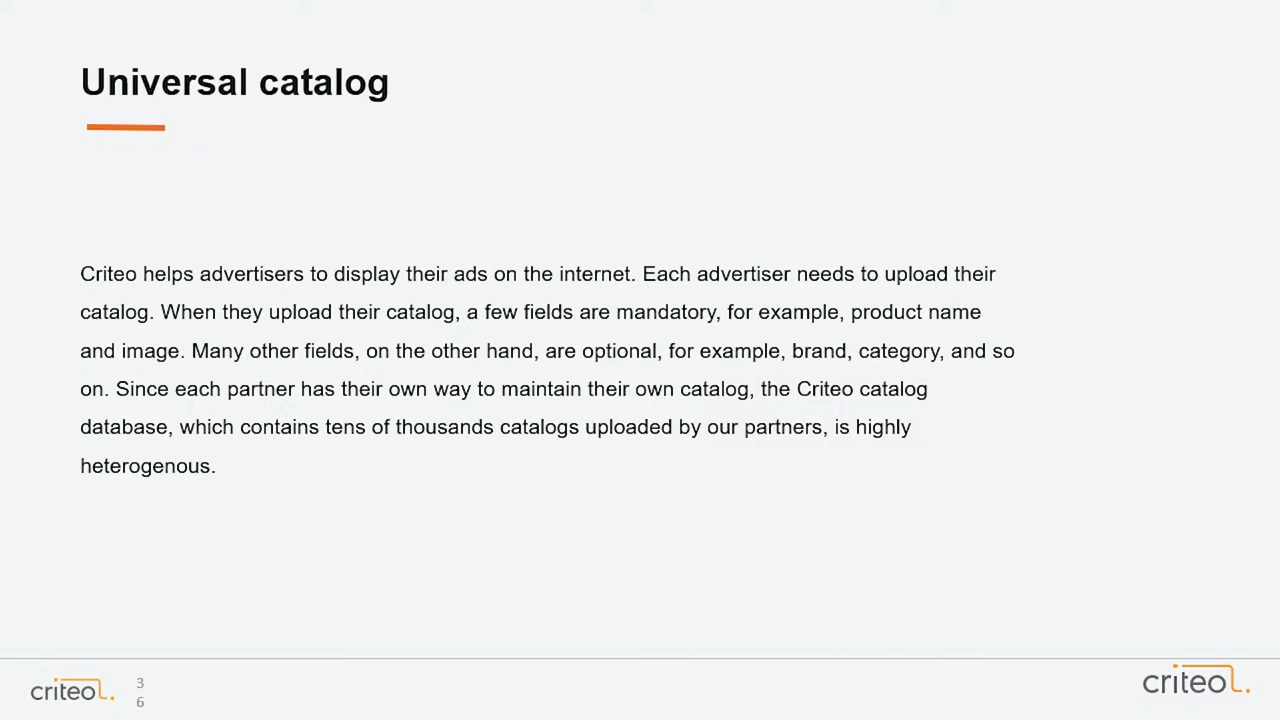 Universal catalog
Criteo helps advertisers to display their ads on the internet. Each advertiser needs to upload their
catalog. When they upload their catalog, a few fields are mandatory, for example, product name
and image. Many other fields, on the other hand, are optional, for example, brand, category, and so
on. Since each partner has their own way to maintain their own catalog, the Criteo catalog
database, which contains tens of thousands catalogs uploaded by our partners, is highly
heterogenous.
criteo
3
6
criteo